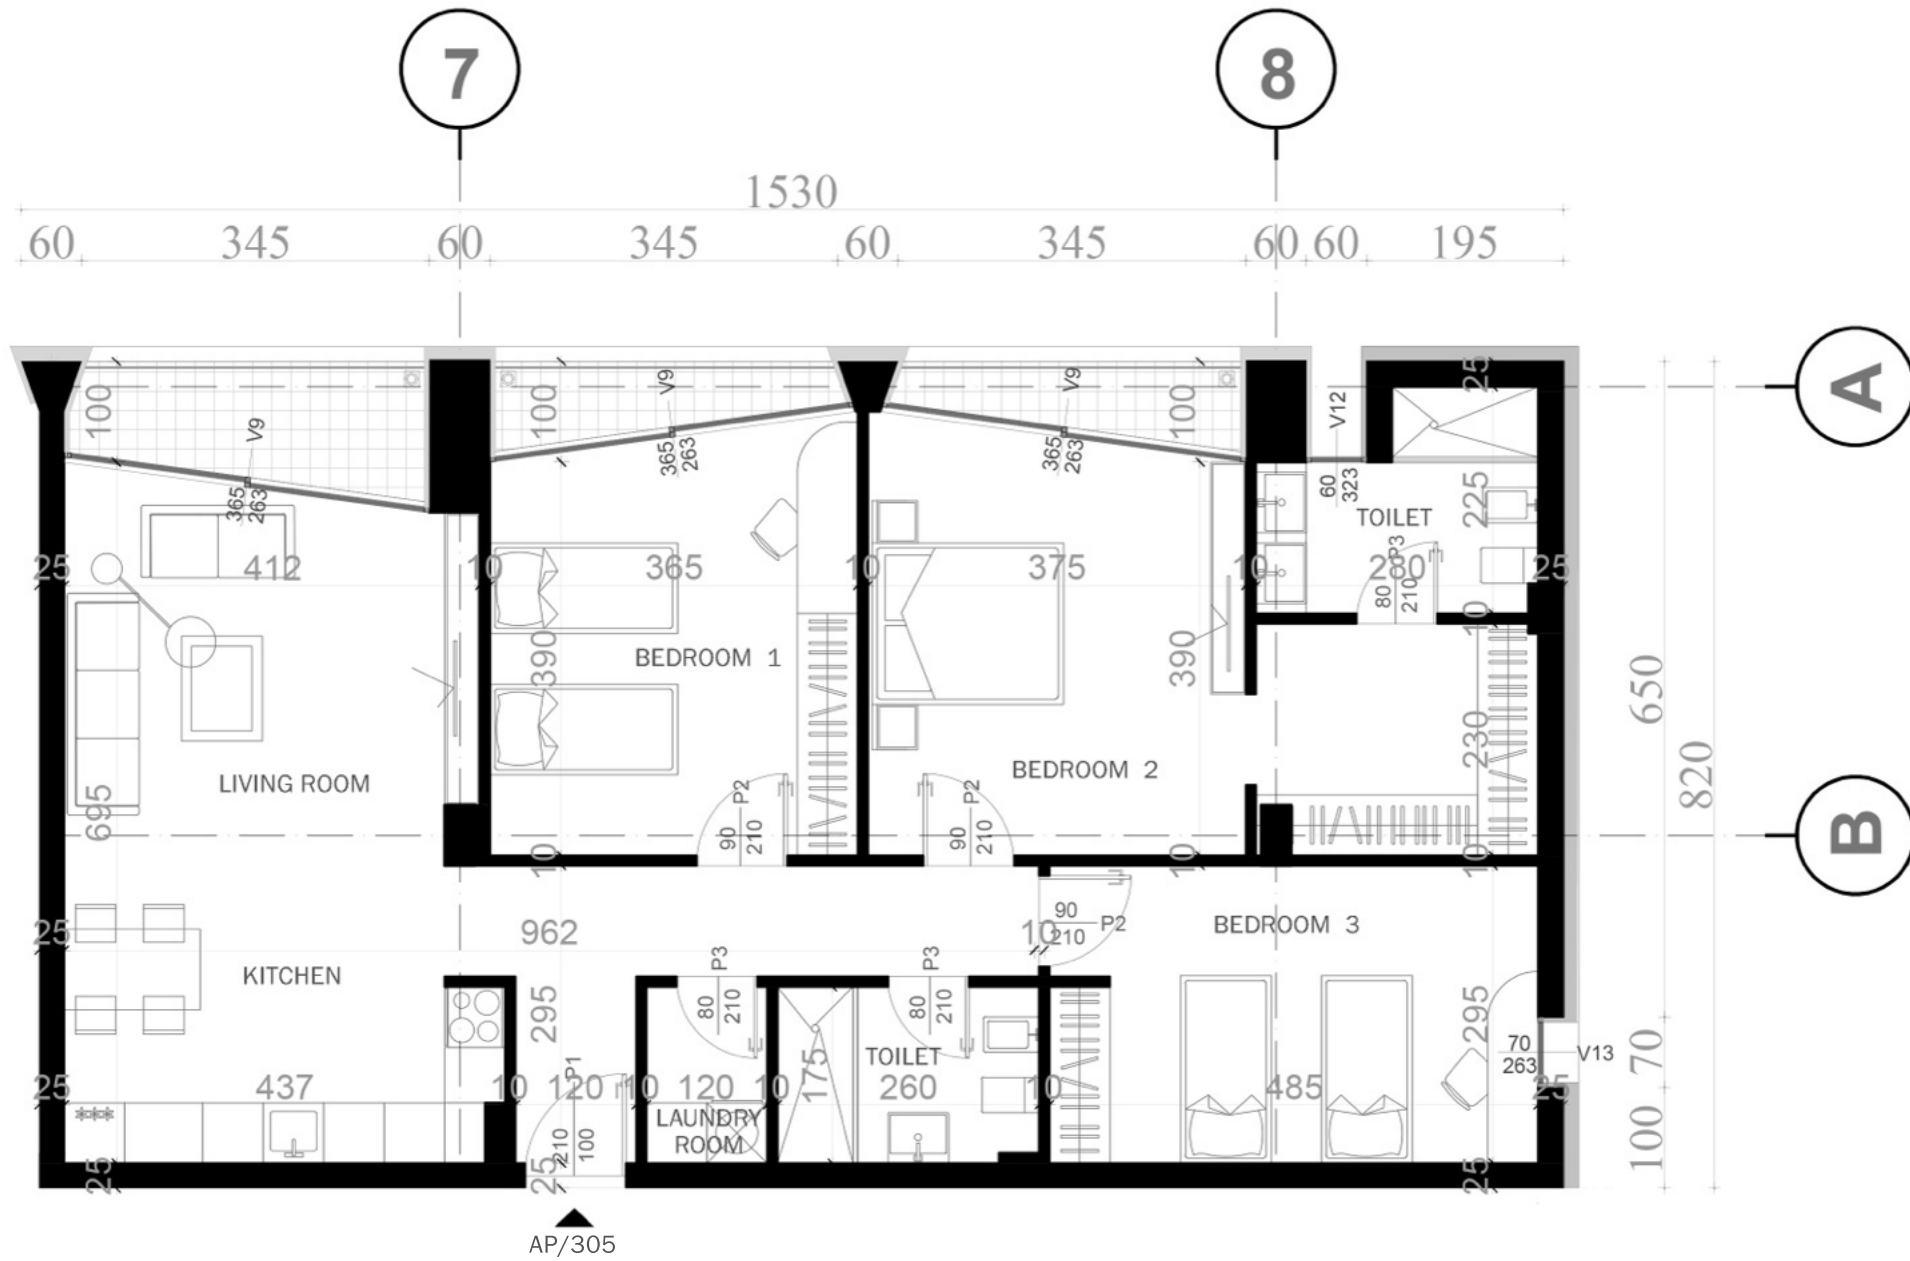 7
8
1530
60 345 60 345 60 345 60 60 195
A
B
100
V9
365
263
100
V9
365
263
V9
365
263
100
V12
60
323
25
TOILET
225
25 412 10 365 10 375 10 280 25
P3
80
210
10
390
BEDROOM 1
390
BEDROOM 2
LIVING ROOM
695
230
650
820
90
210
P2
90
210
P2
10
10
10
25 962 10
90
210
P2
BEDROOM 3
KITCHEN
P3
80
210
P3
80
210
295
295
TOILET
175
P1
210
100
70
263
V13
70
25 437 10 120 10 120 10 260 10 485 25
LAUNDRY
ROOM
100
25
25
25
AP/305